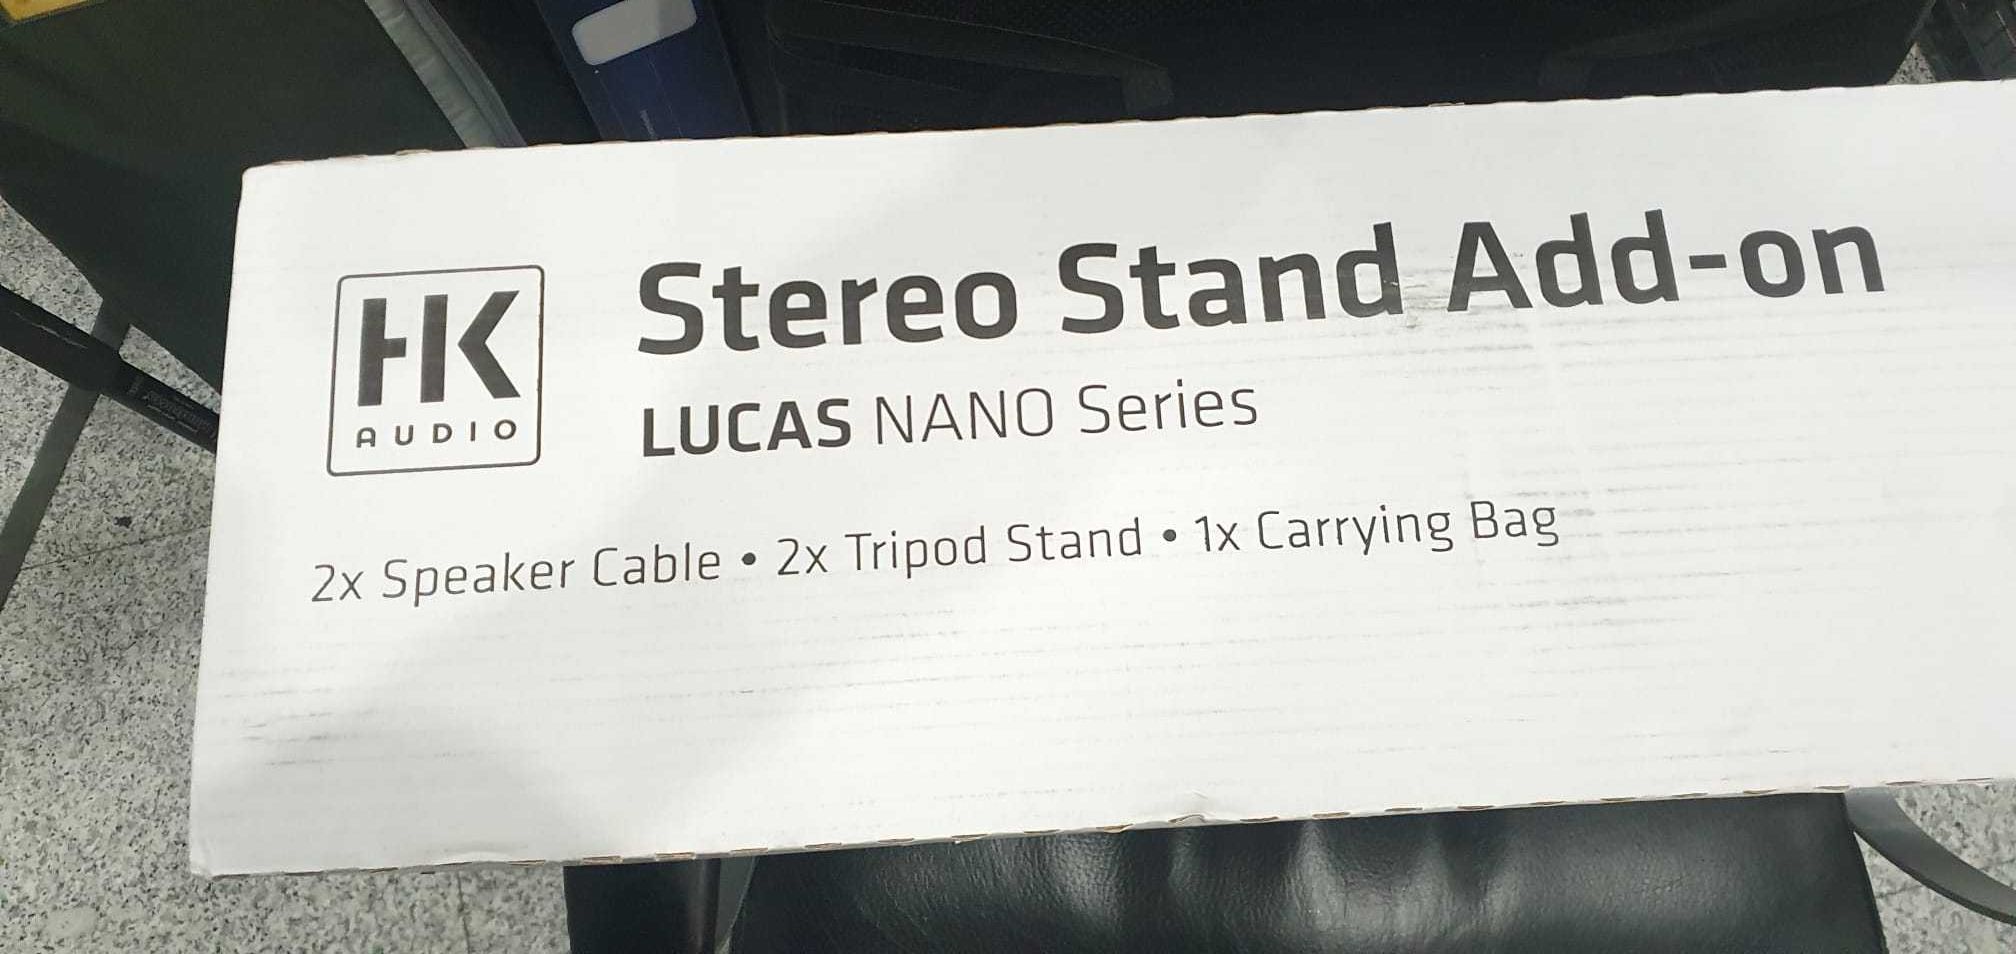 HK
AUDIO
Stereo Stand Add-on
LUCAS NANO Series
2x Speaker Cable • 2x Tripod Stand • 1x Carrying Bag